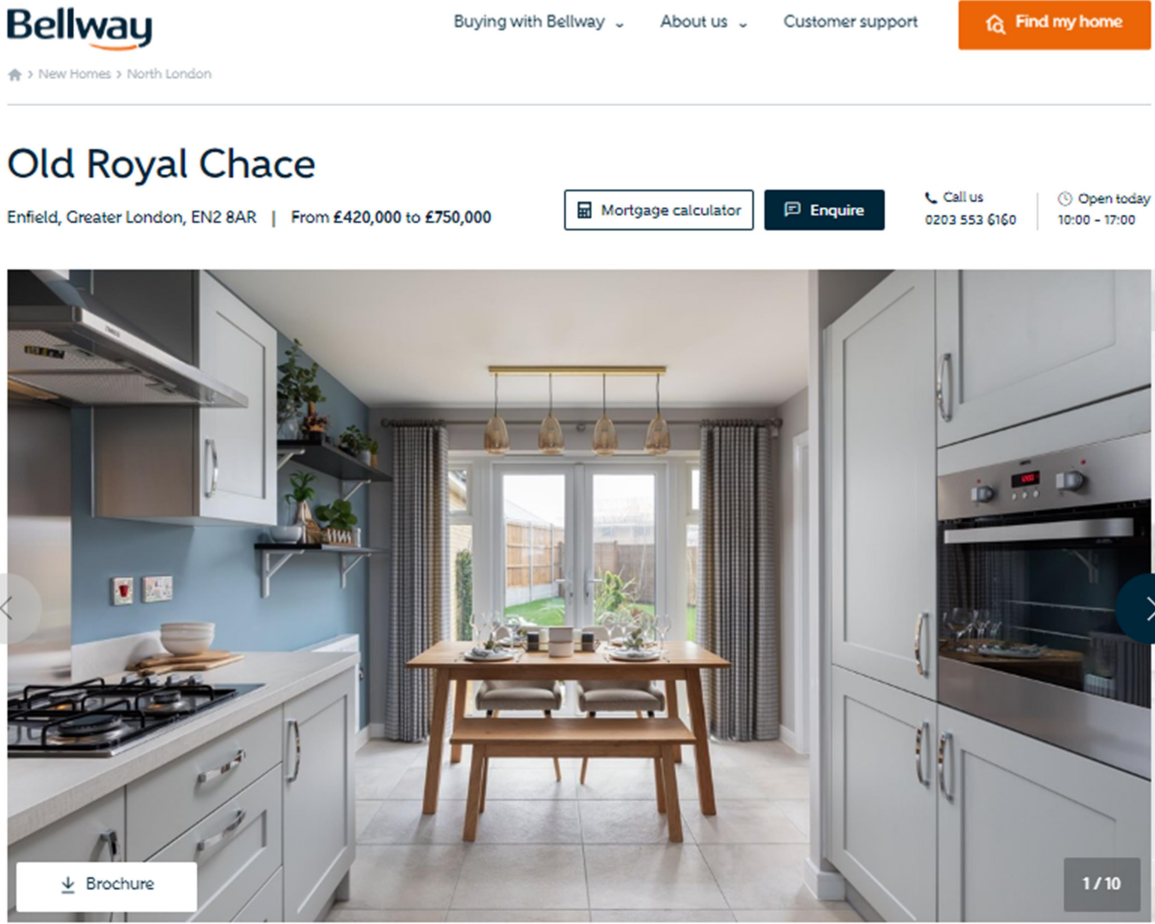 Bellway
Buying with Bellway
About us
Customer support
Find my home
New Homes > North London
Old Royal Chace
Enfield, Greater London, EN2 8AR | From £420,000 to £750,000
Mortgage calculator
Enquire
Call us
0203 553 6160
Open today
10:00 - 17:00
Brochure
1 / 10